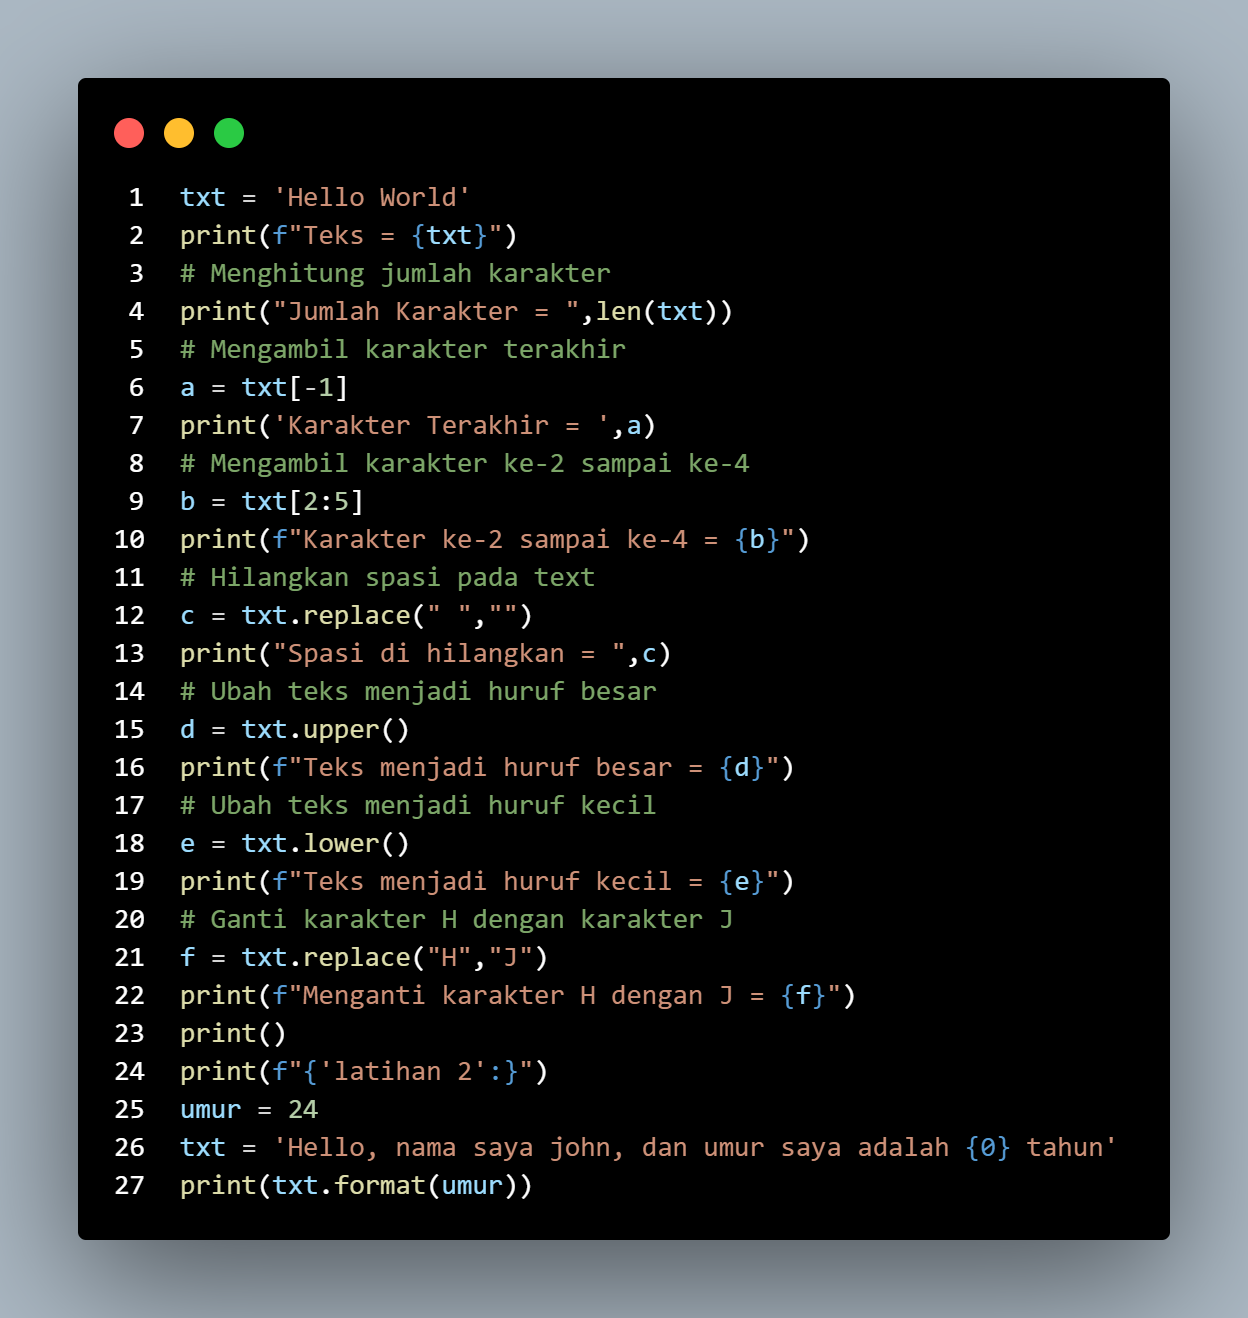 1 txt = 'Hello World'
2 print(f"Teks = {txt}")
3 # Menghitung jumlah karakter
4 print("Jumlah Karakter = ",len(txt))
5 # Mengambil karakter terakhir
6 a = txt[-1]
7 print('Karakter Terakhir = ',a)
8 # Mengambil karakter ke-2 sampai ke-4
9 b = txt[2:5]
10 print(f"Karakter ke-2 sampai ke-4 = {b}")
11 # Hilangkan spasi pada text
12 c = txt.replace(" ","")
13 print("Spasi di hilangkan = ",c)
14 # Ubah teks menjadi huruf besar
15 d = txt.upper()
16 print(f"Teks menjadi huruf besar = {d}")
17 # Ubah teks menjadi huruf kecil
18 e = txt.lower()
19 print(f"Teks menjadi huruf kecil = {e}")
20 # Ganti karakter H dengan karakter J
21 f = txt.replace("H","J")
22 print(f"Menganti karakter H dengan J = {f}")
23 print()
24 print(f"{'latihan 2':}")
25 umur = 24
26 txt = 'Hello, nama saya john, dan umur saya adalah {0} tahun'
27 print(txt.format(umur))